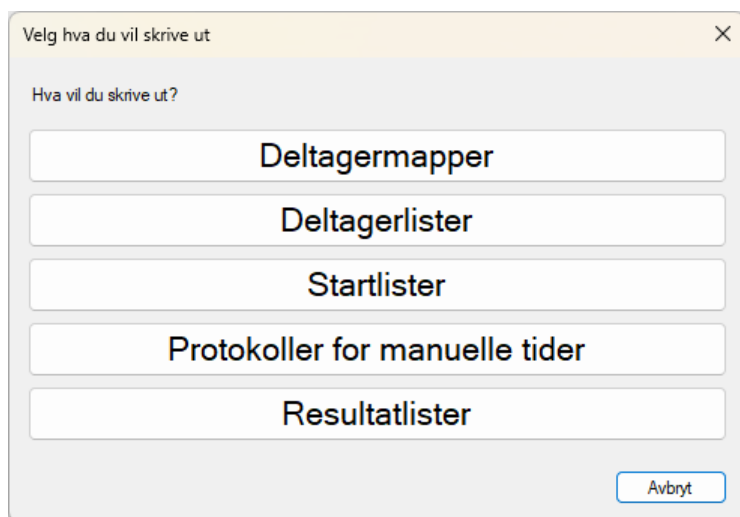 Velg hva du vil skrive ut
Hva vil du skrive ut?
Deltagermapper
Deltagerlister
Startlister
Protokoller for manuelle tider
Resultatlister
Avbryt